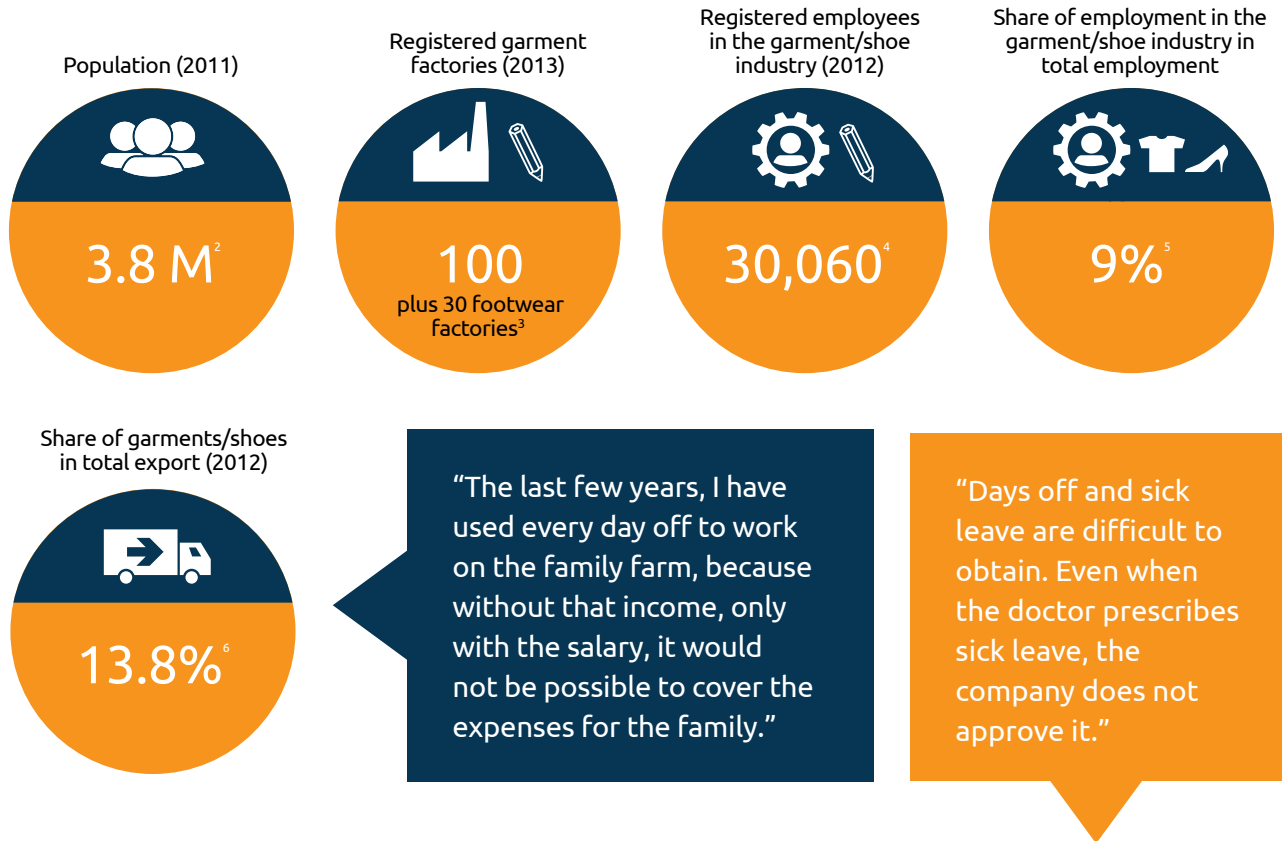 Population (2011)
3.8 M²
Registered garment
factories (2013)
100
plus 30 footwear
factories³
Registered employees
in the garment/shoe
industry (2012)
30,060⁴
Share of employment in the
garment/shoe industry in
total employment
9%⁵
Share of garments/shoes
in total export (2012)
13.8%⁶
“The last few years, I have
used every day off to work
on the family farm, because
without that income, only
with the salary, it would
not be possible to cover the
expenses for the family.”
“Days off and sick
leave are difficult to
obtain. Even when
the doctor prescribes
sick leave, the
company does not
approve it.”